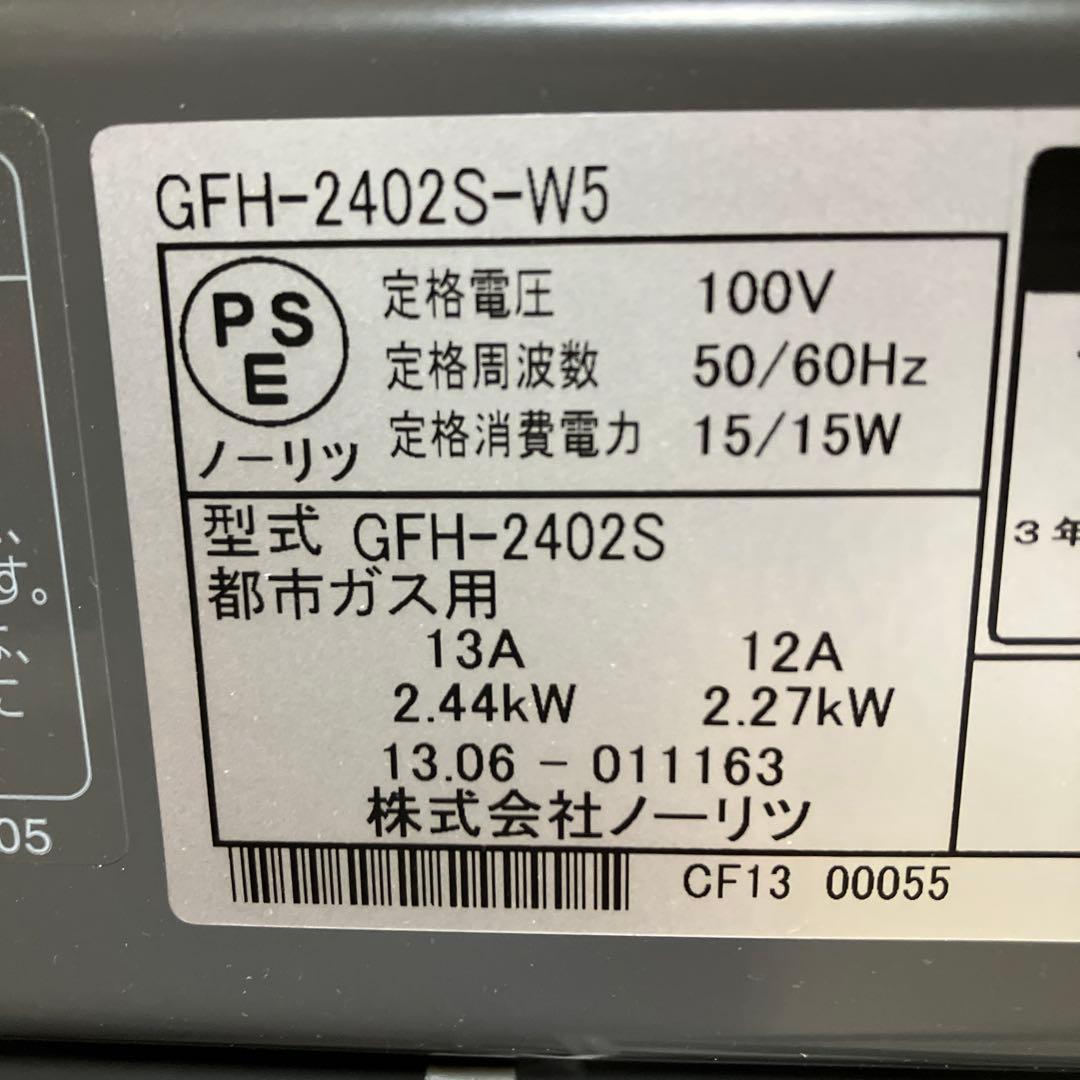 GFH-2402S-W5
PS
E
ノーリツ
定格電圧 100V
定格周波数 50/60Hz
定格消費電力 15/15W
型式 GFH-2402S
都市ガス用
13A 12A
2.44kW 2.27kW
13.06 - 011163
株式会社ノーリツ
CF13 00055
す。
に
05
3年